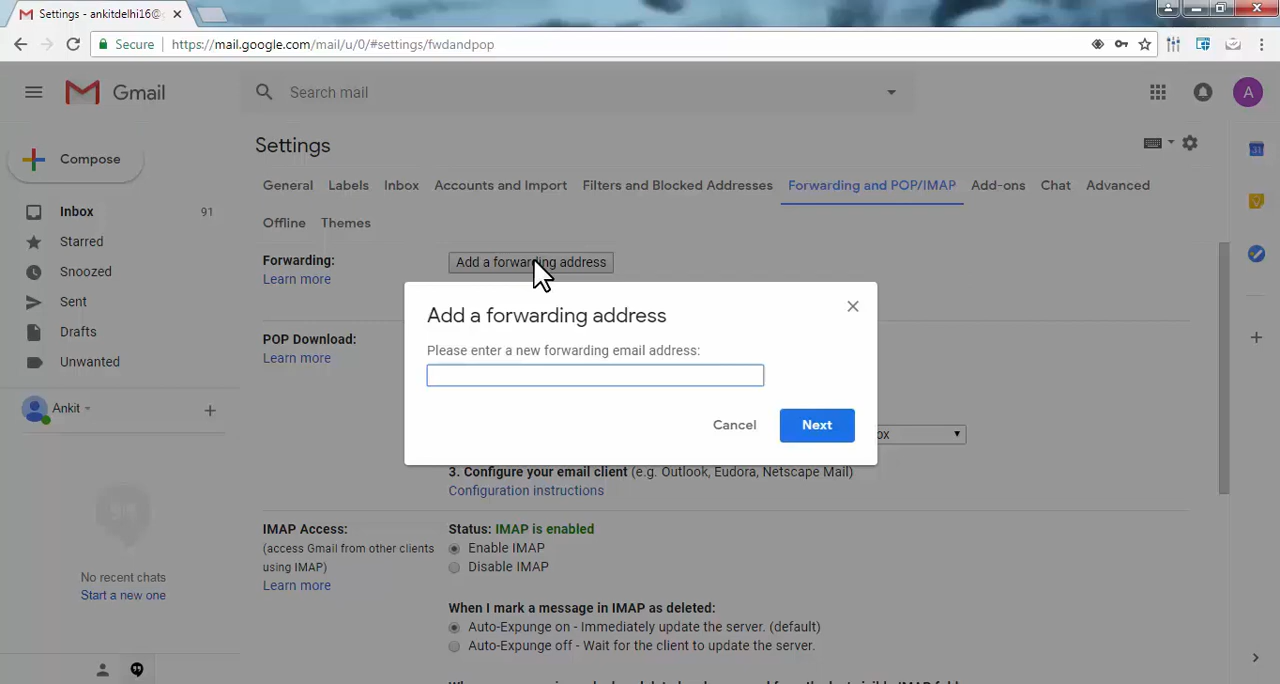 Settings - ankitdelhi16@
Secure
https://mail.google.com/mail/u/0/#settings/fwdandpop
Gmail
Search mail
A
Compose
Settings
31
General
Labels
Inbox
Accounts and Import
Filters and Blocked Addresses
Forwarding and POP/IMAP
Add-ons
Chat
Advanced
Offline
Themes
Inbox
91
Starred
Snoozed
Sent
Drafts
Unwanted
Ankit
No recent chats
Start a new one
Forwarding:
Learn more
Add a forwarding address
POP Download:
Learn more
Add a forwarding address
Please enter a new forwarding email address:
Cancel
Next
ox
3. Configure your email client (e.g. Outlook, Eudora, Netscape Mail)
Configuration instructions
IMAP Access:
(access Gmail from other clients
using IMAP)
Learn more
Status: IMAP is enabled
Enable IMAP
Disable IMAP
When I mark a message in IMAP as deleted:
Auto-Expunge on - Immediately update the server. (default)
Auto-Expunge off - Wait for the client to update the server.